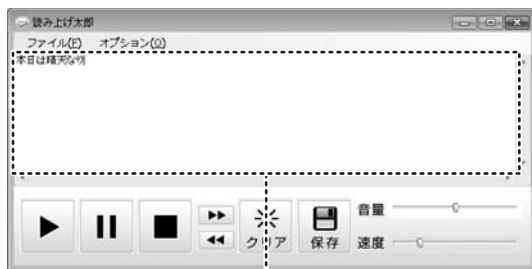 読み上げ太郎
ファイル(F) オプション(O)
本日は晴天なり
クリア
保存
音量
速度